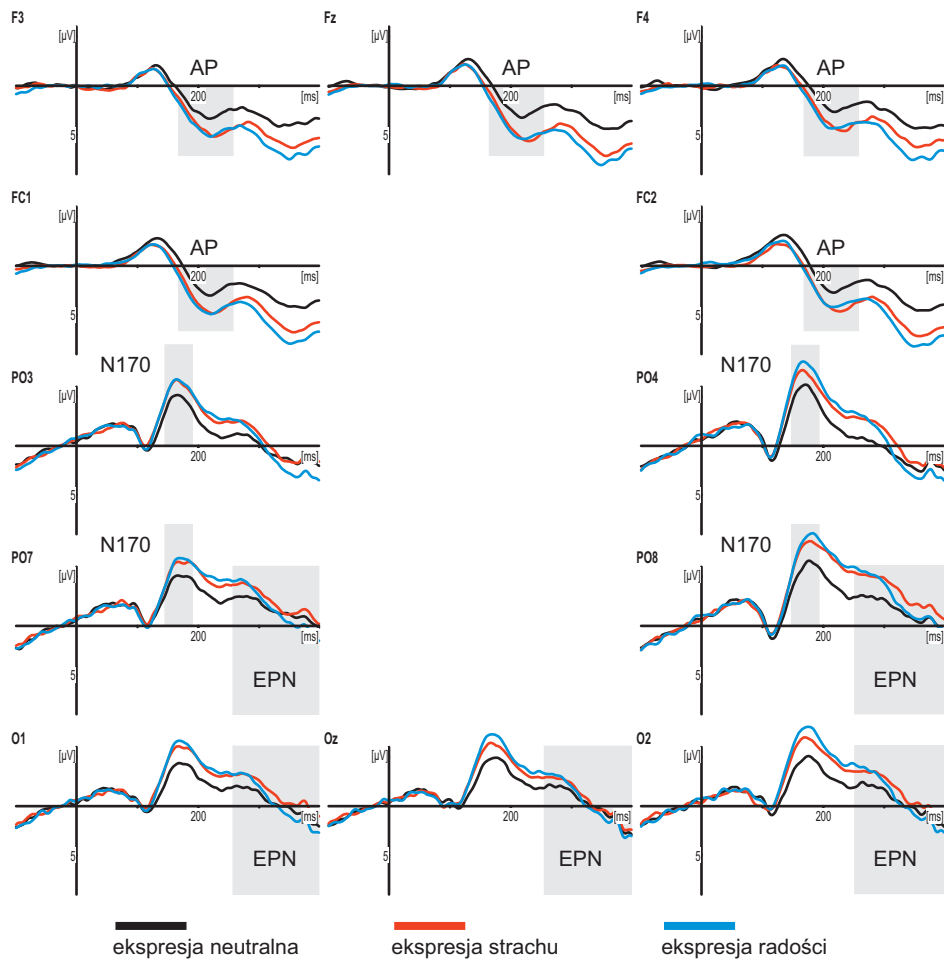 F3 Fz F4
[µV] [µV] [µV]
AP AP AP
200 [ms] 200 [ms] 200 [ms]
5 5 5
FC1 FC2
[µV] [µV]
AP AP
200 [ms] 200 [ms]
5 5
N170 N170
PO3 PO4
[µV] [µV]
200 [ms] 200 [ms]
5 5
N170 N170
PO7 PO8
[µV] [µV]
200 [ms] 200 [ms]
5 EPN 5 EPN
O1 Oz O2
[µV] [µV] [µV]
200 [ms] 200 [ms] 200 [ms]
5 EPN 5 EPN 5 EPN
ekspresja neutralna ekspresja strachu ekspresja radości